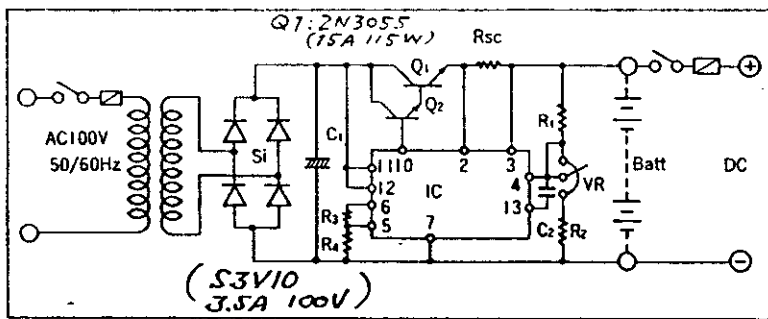 Q1:2N3055
(15A 115W)
Rsc
Q1
Q2
AC100V
50/60Hz
Si
C1
11 10
2
3
12
IC
4
6
13
R3
5
R4
7
R1
VR
C2
R2
Batt
DC
+
−
(S3V10
3.5A 100V)